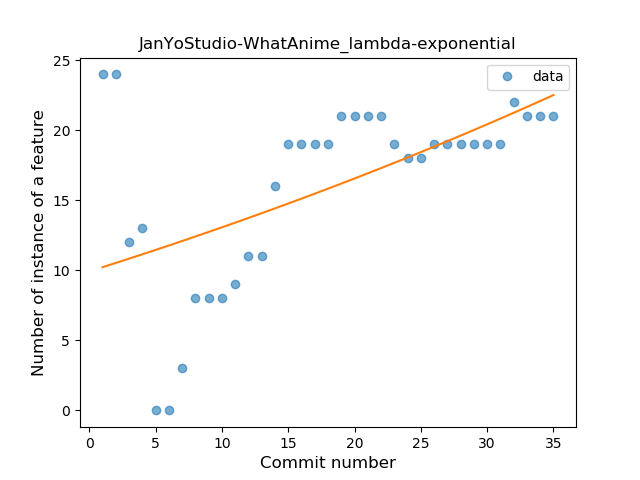 JanYoStudio-WhatAnime_lambda-exponential
data
Number of instance of a feature
25
20
15
10
5
0
0 5 10 15 20 25 30 35
Commit number